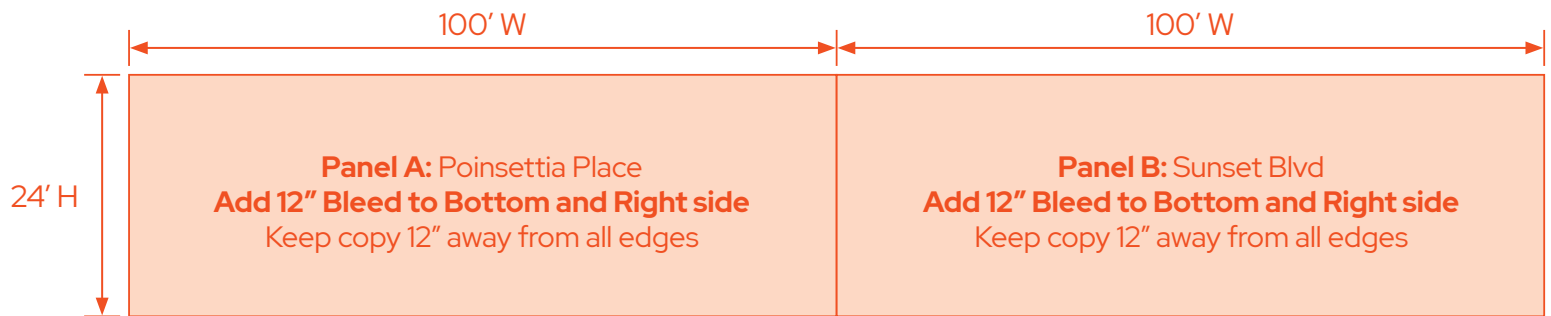 100′ W
100′ W
24′ H
Panel A: Poinsettia Place
Add 12″ Bleed to Bottom and Right side
Keep copy 12″ away from all edges
Panel B: Sunset Blvd
Add 12″ Bleed to Bottom and Right side
Keep copy 12″ away from all edges